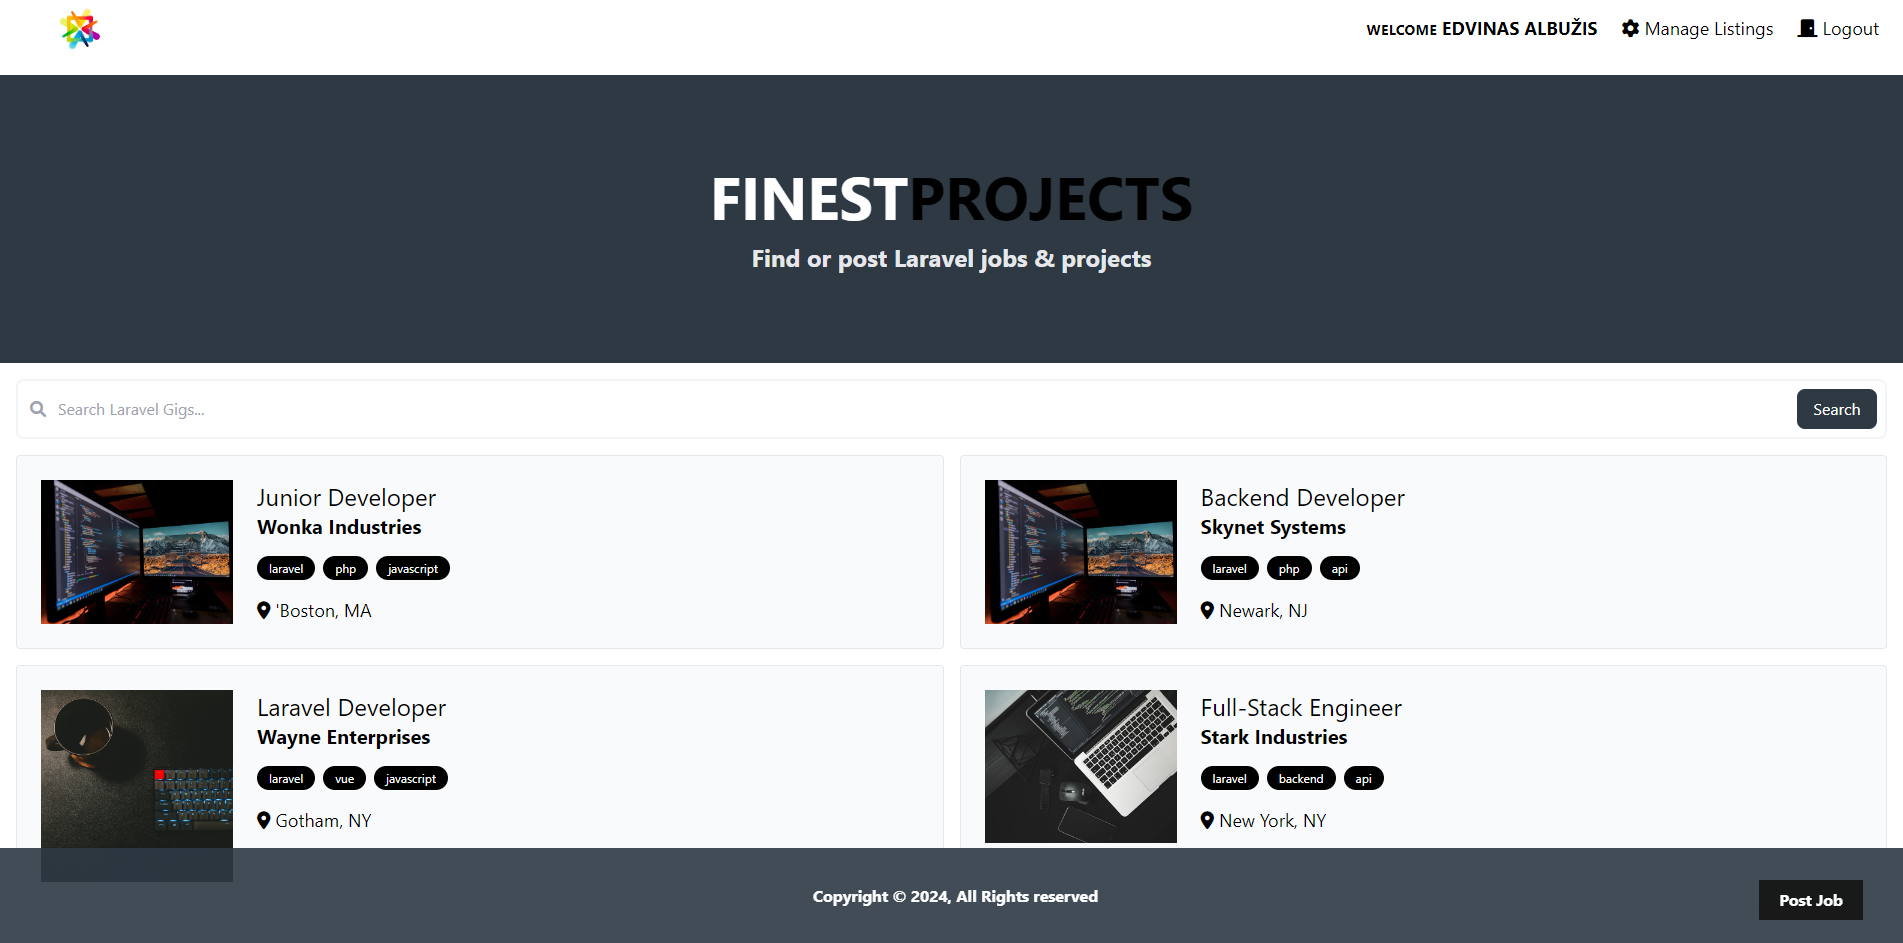 WELCOME EDVINAS ALBUŽIS Manage Listings Logout
FINESTPROJECTS
Find or post Laravel jobs & projects
Search Laravel Gigs... Search
Junior Developer
Wonka Industries
laravel php javascript
'Boston, MA
Backend Developer
Skynet Systems
laravel php api
Newark, NJ
Laravel Developer
Wayne Enterprises
laravel vue javascript
Gotham, NY
Full-Stack Engineer
Stark Industries
laravel backend api
New York, NY
Copyright © 2024, All Rights reserved
Post Job